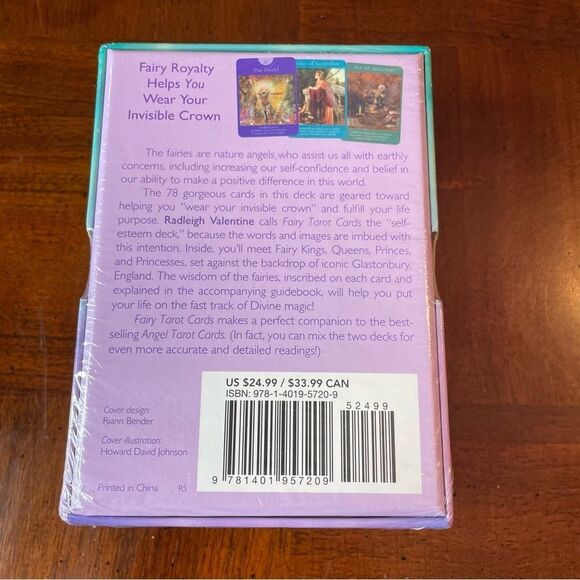 Fairy Royalty
Helps You
Wear Your
Invisible Crown
The World
of Summer
Ace of Autumn
The fairies are nature angels who assist us all with earthly
concerns, including increasing our self-confidence and belief in
our ability to make a positive difference in this world.
The 78 gorgeous cards in this deck are geared toward
helping you "wear your invisible crown" and fulfill your life
purpose. Radleigh Valentine calls Fairy Tarot Cards the "self-
esteem deck," because the words and images are imbued with
this intention. Inside, you'll meet Fairy Kings, Queens, Princes,
and Princesses, set against the backdrop of iconic Glastonbury,
England. The wisdom of the fairies, inscribed on each card and
explained in the accompanying guidebook, will help you put
your life on the fast track of Divine magic!
Fairy Tarot Cards makes a perfect companion to the best-
selling Angel Tarot Cards. (In fact, you can mix the two decks for
even more accurate and detailed readings!)
US $24.99 / $33.99 CAN
ISBN: 978-1-4019-5720-9
52499
9 781401 957209
Cover design:
Riann Bender
Cover illustration:
Howard David Johnson
Printed in China R5